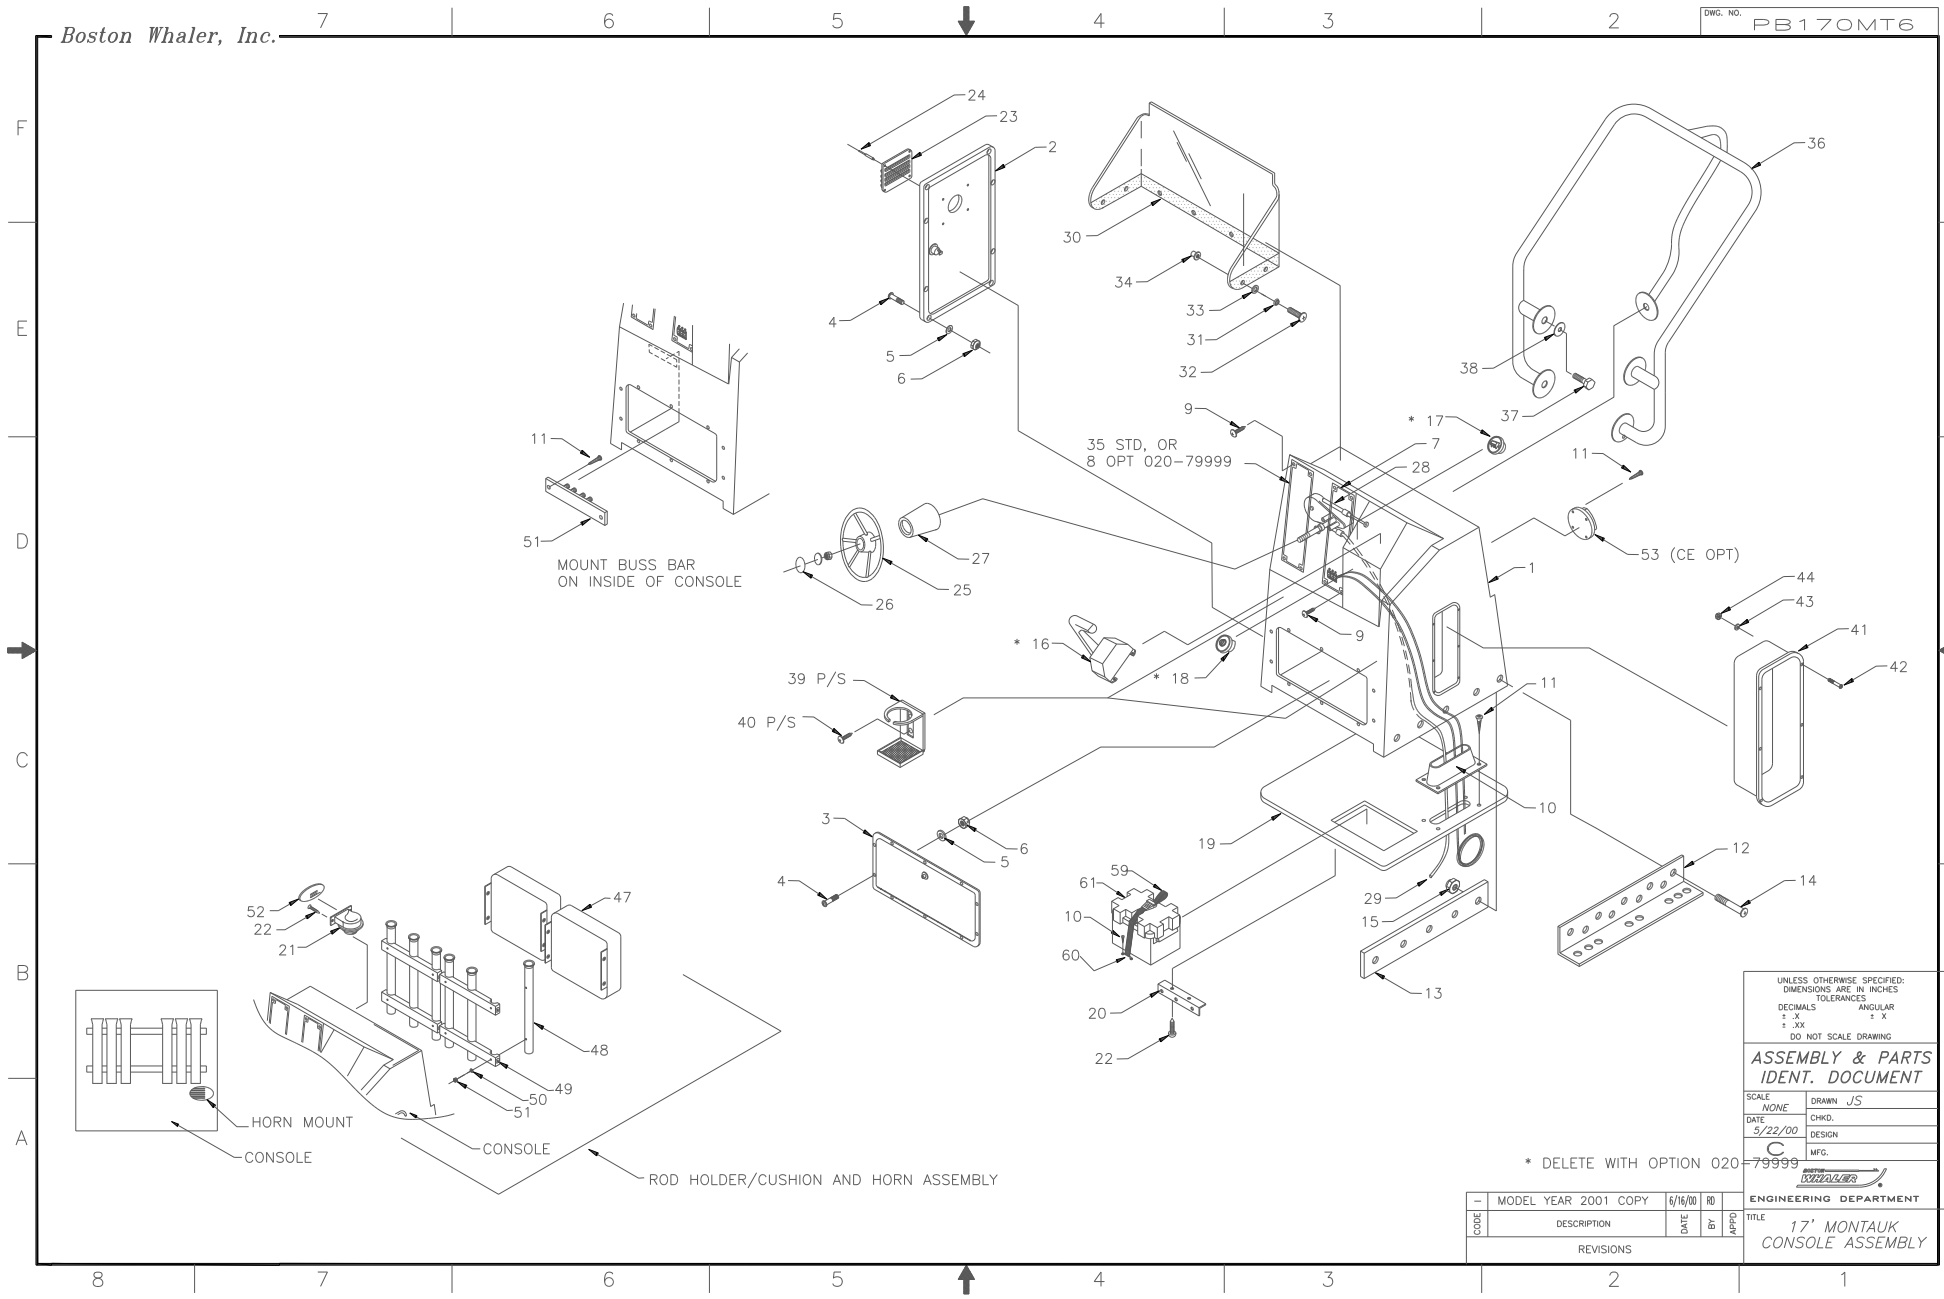 7
6
5
4
3
2
DWG. NO.
PB170MT6
Boston Whaler, Inc.
F
E
D
C
B
A
24
23
2
36
30
34
33
31
32
4
5
6
38
37
9
* 17
7
28
35 STD, OR
8 OPT 020-79999
11
11
51
MOUNT BUSS BAR
ON INSIDE OF CONSOLE
27
25
26
53 (CE OPT)
1
44
43
41
42
9
* 16
* 18
39 P/S
40 P/S
11
10
3
6
5
4
19
12
14
59
61
10
60
29
15
13
20
22
52
22
21
47
48
49
50
51
HORN MOUNT
CONSOLE
CONSOLE
ROD HOLDER/CUSHION AND HORN ASSEMBLY
* DELETE WITH OPTION 020-79999
UNLESS OTHERWISE SPECIFIED:
DIMENSIONS ARE IN INCHES
TOLERANCES
DECIMALS ANGULAR
± .X ± X
± .XX
DO NOT SCALE DRAWING
ASSEMBLY & PARTS
IDENT. DOCUMENT
SCALE
NONE
DRAWN JS
DATE
5/22/00
CHKD.
DESIGN
C
MFG.
BOSTON
WHALER
ENGINEERING DEPARTMENT
TITLE
17' MONTAUK
CONSOLE ASSEMBLY
– MODEL YEAR 2001 COPY 6/16/00 RD
CODE DESCRIPTION DATE BY APPD
REVISIONS
8
7
6
5
4
3
2
1